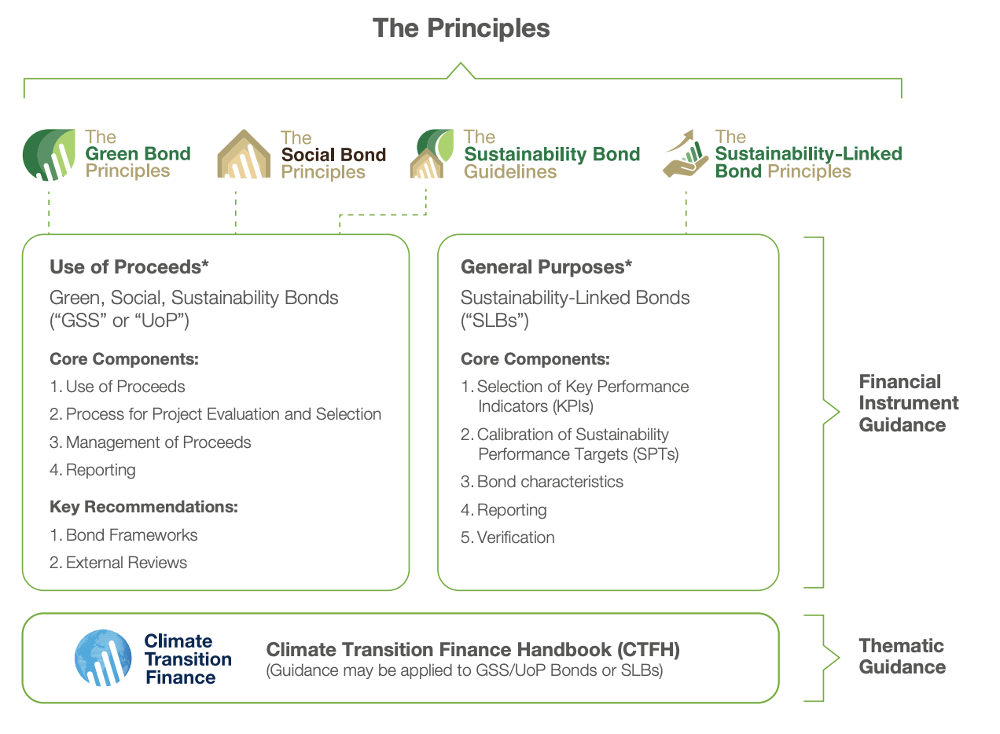 The Principles
The
Green Bond
Principles
The
Social Bond
Principles
The
Sustainability Bond
Guidelines
The
Sustainability-Linked
Bond Principles
Use of Proceeds*
Green, Social, Sustainability Bonds
(“GSS” or “UoP”)
Core Components:
1. Use of Proceeds
2. Process for Project Evaluation and Selection
3. Management of Proceeds
4. Reporting
Key Recommendations:
1. Bond Frameworks
2. External Reviews
General Purposes*
Sustainability-Linked Bonds
(“SLBs”)
Core Components:
1. Selection of Key Performance
Indicators (KPIs)
2. Calibration of Sustainability
Performance Targets (SPTs)
3. Bond characteristics
4. Reporting
5. Verification
Financial
Instrument
Guidance
Climate
Transition
Finance
Climate Transition Finance Handbook (CTFH)
(Guidance may be applied to GSS/UoP Bonds or SLBs)
Thematic
Guidance